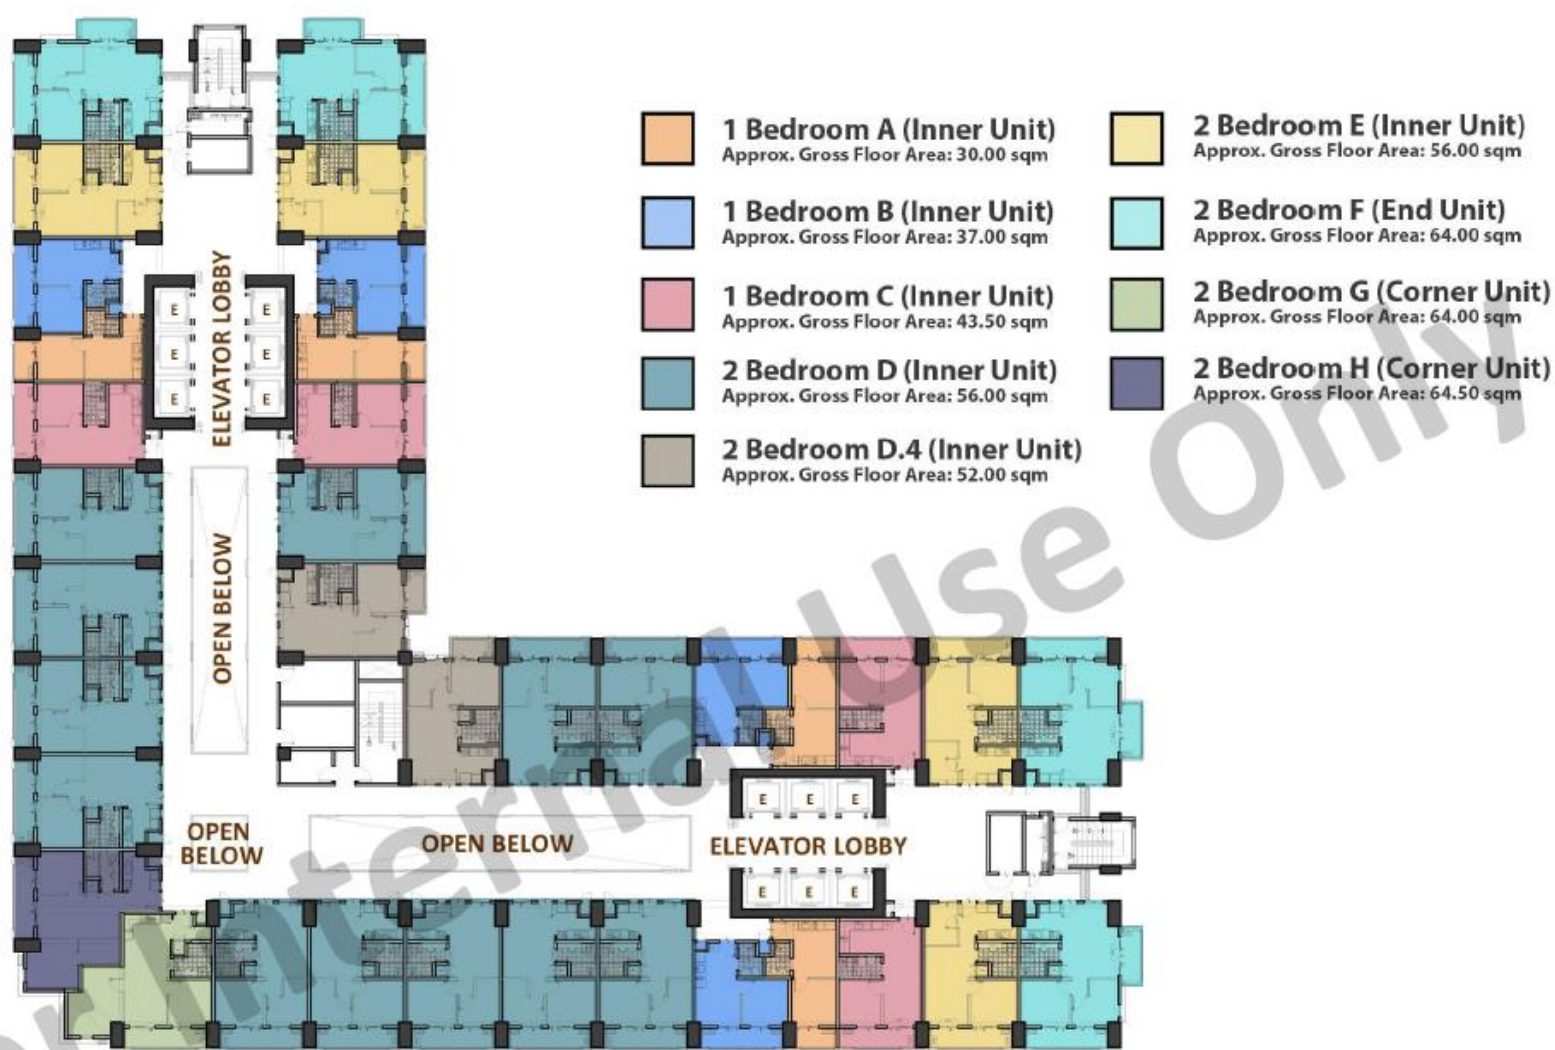 1 Bedroom A (Inner Unit)
Approx. Gross Floor Area: 30.00 sqm
1 Bedroom B (Inner Unit)
Approx. Gross Floor Area: 37.00 sqm
1 Bedroom C (Inner Unit)
Approx. Gross Floor Area: 43.50 sqm
2 Bedroom D (Inner Unit)
Approx. Gross Floor Area: 56.00 sqm
2 Bedroom D.4 (Inner Unit)
Approx. Gross Floor Area: 52.00 sqm
2 Bedroom E (Inner Unit)
Approx. Gross Floor Area: 56.00 sqm
2 Bedroom F (End Unit)
Approx. Gross Floor Area: 64.00 sqm
2 Bedroom G (Corner Unit)
Approx. Gross Floor Area: 64.00 sqm
2 Bedroom H (Corner Unit)
Approx. Gross Floor Area: 64.50 sqm
ELEVATOR LOBBY
E E
E E
E E
OPEN BELOW
OPEN
BELOW
OPEN BELOW
E E E
ELEVATOR LOBBY
E E E
r Internal Use Only